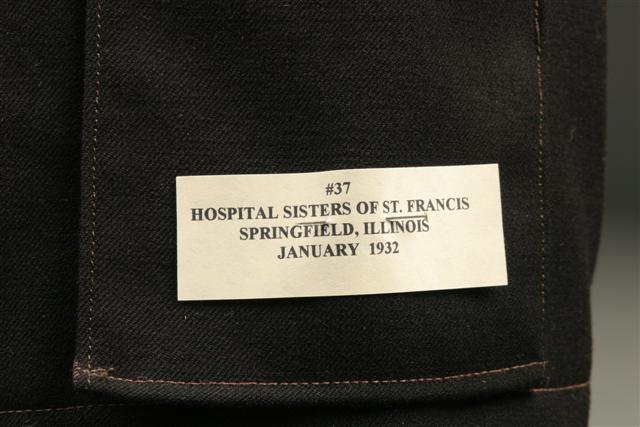 #37
HOSPITAL SISTERS OF ST. FRANCIS
SPRINGFIELD, ILLINOIS
JANUARY 1932